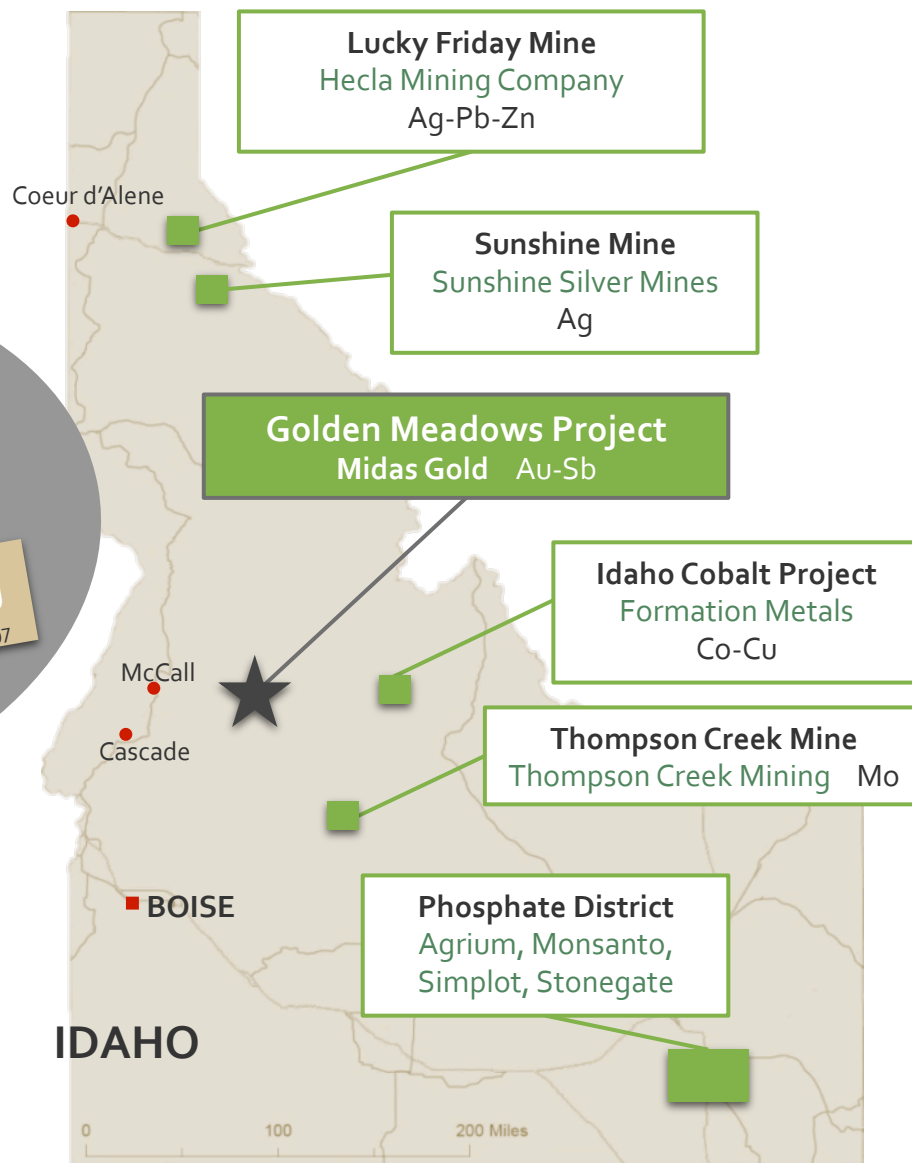 Lucky Friday Mine
Hecla Mining Company
Ag-Pb-Zn
Coeur d’Alene
Sunshine Mine
Sunshine Silver Mines
Ag
Golden Meadows Project
Midas Gold Au-Sb
Idaho Cobalt Project
Formation Metals
Co-Cu
McCall
Cascade
Thompson Creek Mine
Thompson Creek Mining Mo
BOISE
Phosphate District
Agrium, Monsanto,
Simplot, Stonegate
IDAHO
0 100 200 Miles